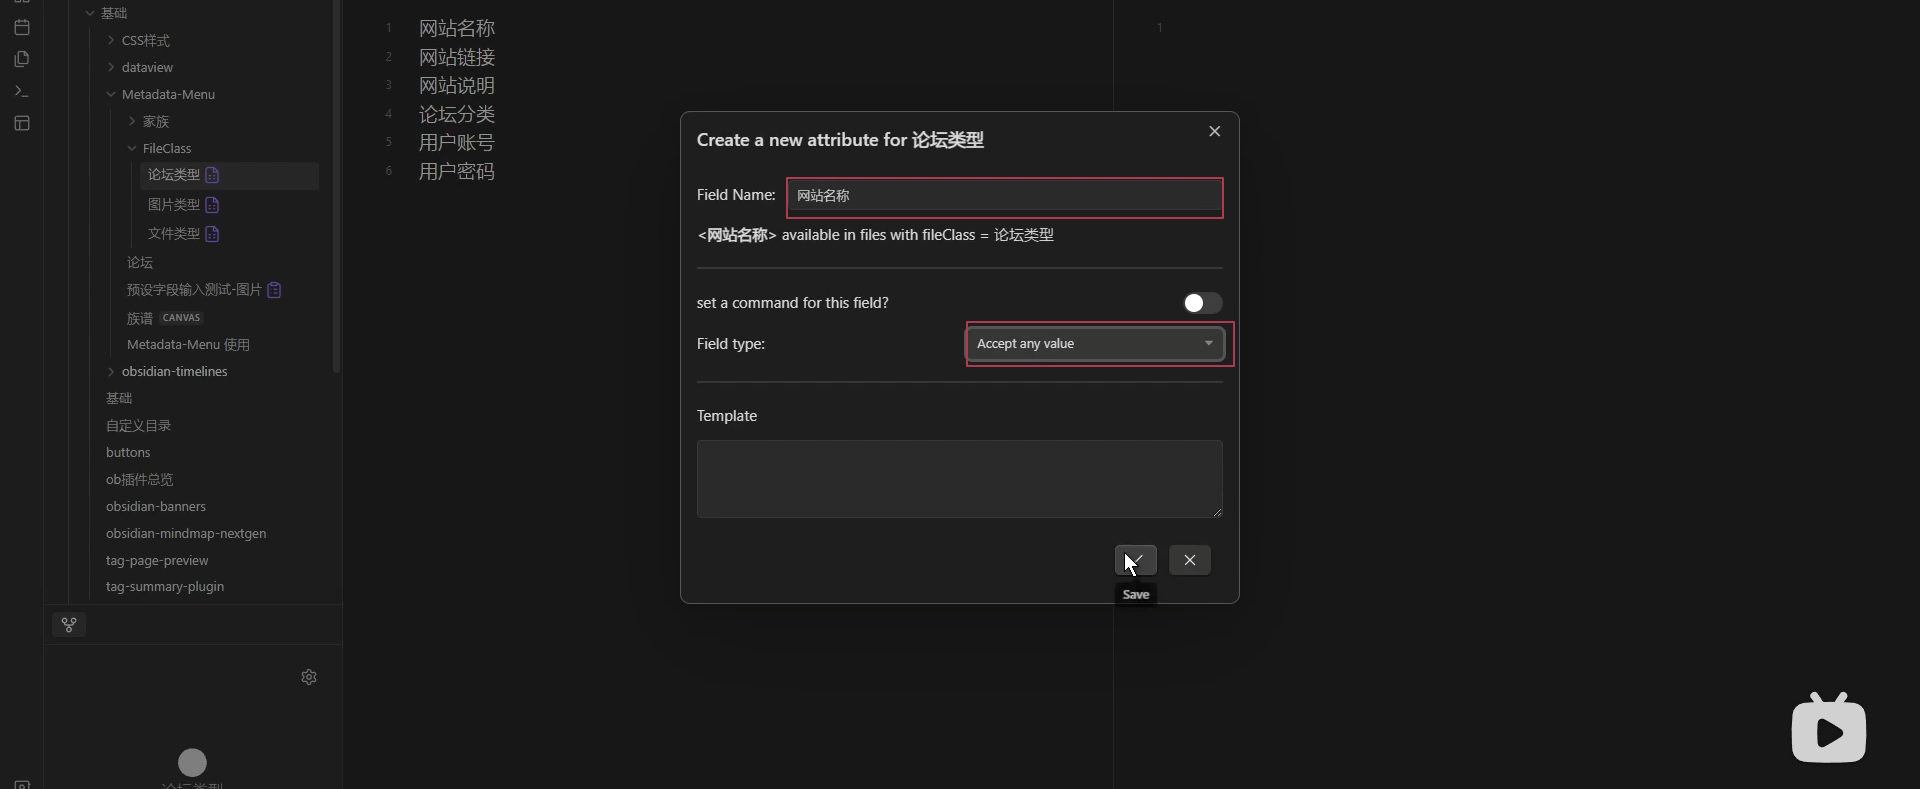 基础
CSS样式
dataview
Metadata-Menu
家族
FileClass
论坛类型
图片类型
文件类型
论坛
预设字段输入测试-图片
族谱 CANVAS
Metadata-Menu 使用
obsidian-timelines
基础
自定义目录
buttons
ob插件总览
obsidian-banners
obsidian-mindmap-nextgen
tag-page-preview
tag-summary-plugin
1 网站名称
2 网站链接
3 网站说明
4 论坛分类
5 用户账号
6 用户密码
1
Create a new attribute for 论坛类型
Field Name: 网站名称
<网站名称> available in files with fileClass = 论坛类型
set a command for this field?
Field type: Accept any value
Template
Save
论坛类型